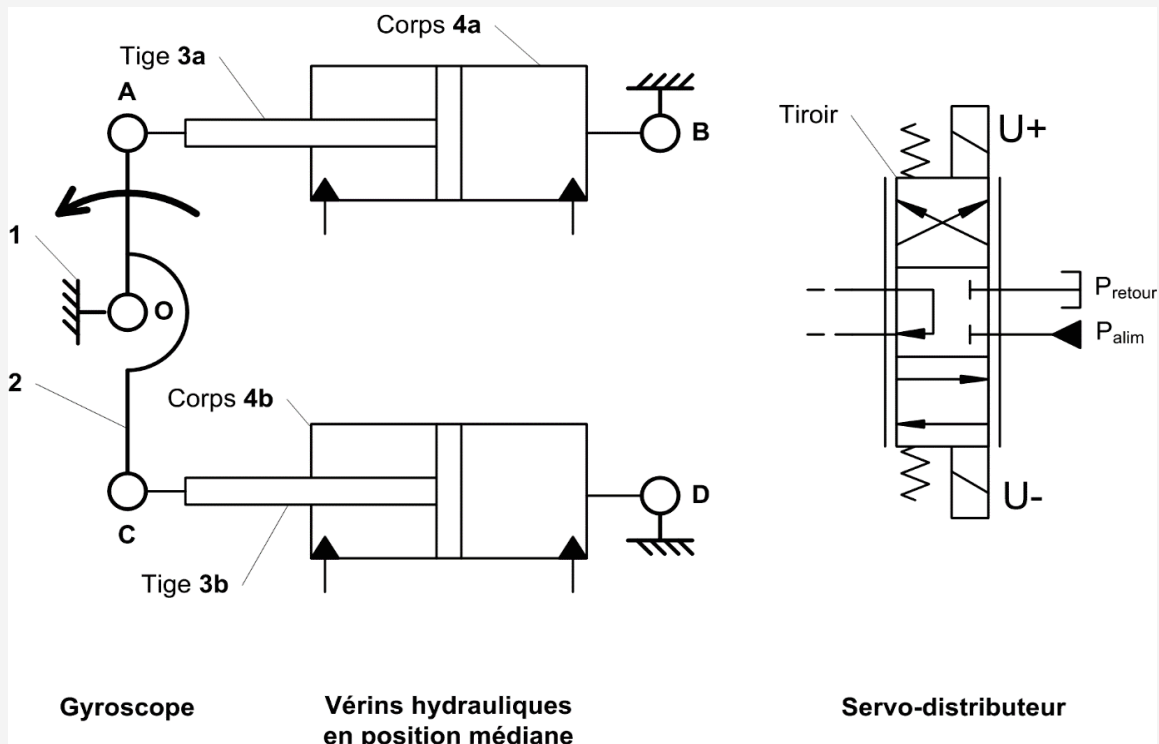 Corps 4a
Tige 3a
A
B
Tiroir
U+
1
O
P retour
P alim
2
Corps 4b
D
U-
C
Tige 3b
Gyroscope
Vérins hydrauliques
en position médiane
Servo-distributeur